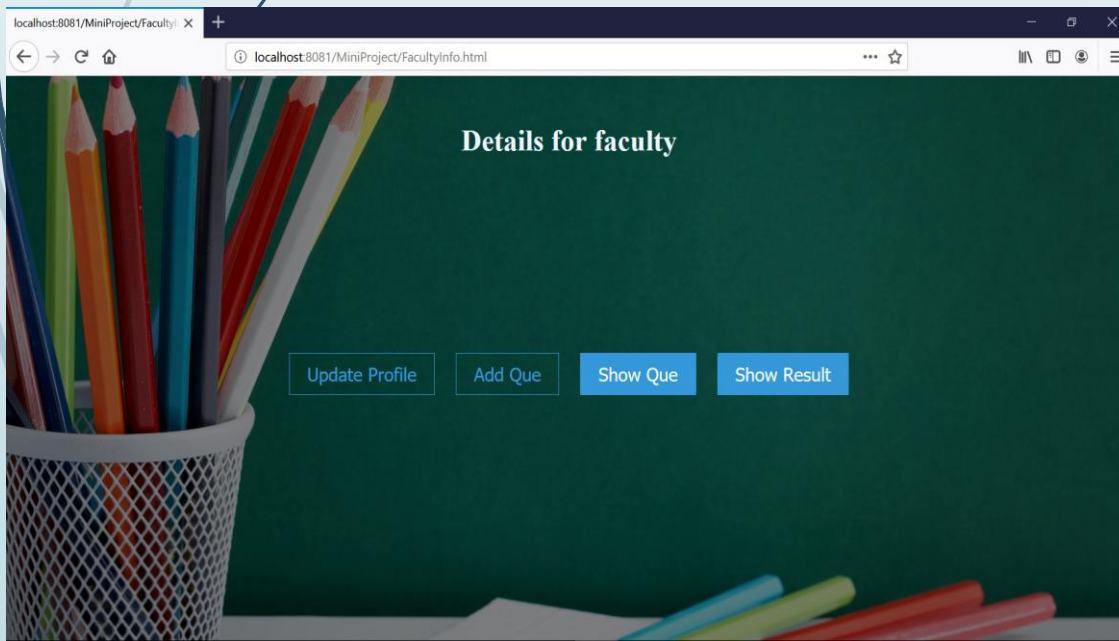 localhost:8081/MiniProject/Faculty
localhost:8081/MiniProject/FacultyInfo.html
Details for faculty
Update Profile
Add Que
Show Que
Show Result